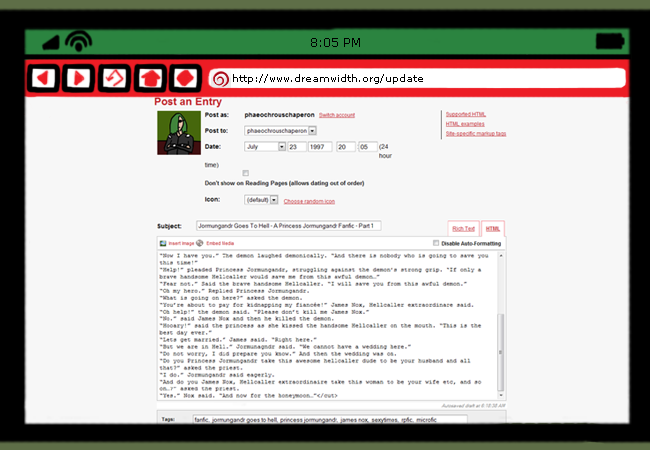 8:05 PM
http://www.dreamwidth.org/update
Post an Entry
Post as: phaeochrouschaperon Switch account
Post to: phaeochrouschaperon
Date: July 23 1997 20 05 (24
hour
time)
Don't show on Reading Pages (allows dating out of order)
Icon: (default) Choose random icon
Supported HTML
HTML examples
Site-specific markup tags
Subject: Jormungandr Goes To Hell - A Princess Jormungandr Fanfic - Part 1
Rich Text HTML
Insert Image Embed Media Disable Auto-Formatting
"Now I have you." The demon laughed demonically. "And there is nobody who is going to save you
this time!"
"Help!" pleaded Princess Jormungandr, struggling against the demon's strong grip. "If only a
brave handsome Hellcaller would save me from this awful demon…"
"Fear not." Said the brave handsome Hellcaller. "I will save you from this awful demon."
"Oh my hero." Replied Princess Jormungandr.
"What is going on here?" asked the demon.
"You're about to pay for kidnapping my fiancée!" James Nox, Hellcaller extraordinare said.
"Oh help!" the demon said. "Please don't kill me James Nox."
"No." said James Nox and then he killed the demon.
"Hooary!" said the princess as she kissed the handsome Hellcaller on the mouth. "This is the
best day ever."
"Lets get married." James said. "Right here."
"But we are in Hell." Jormunagndr said. "We cannot have a wedding here."
"Do not worry, I did prepare you know." And then the wedding was on.
"Do you Princess Jormungandr take this awesome hellcaller dude to be your husband and all
that?" asked the priest.
"I do." Jormungandr said eagerly.
"And do you James Nox, Hellcaller extraordinaire take this woman to be your wife etc, and so
on…?" asked the priest.
"Yes." Nox said. "And now for the honeymoon…"</cut>
Autosaved draft at
Tags: fanfic, jormungandr goes to hell, princess jormungandr, james nox, sexytimes, rpfic, microfic